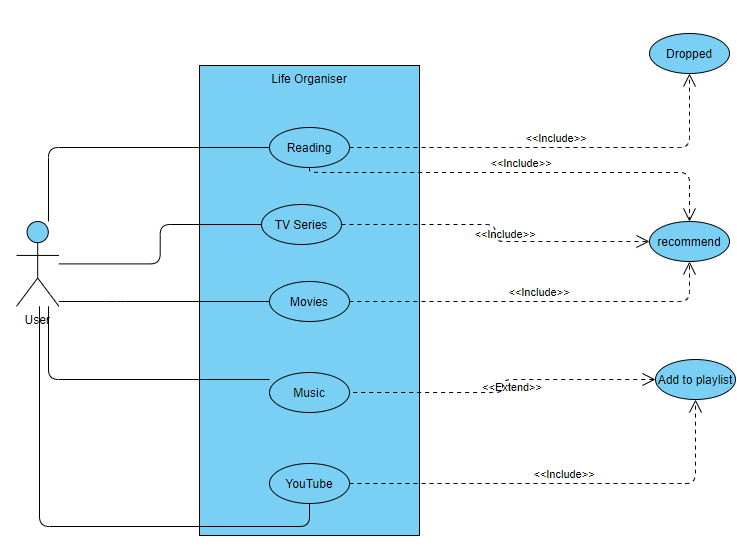 Dropped
Life Organiser
<<Include>>
Reading
<<Include>>
TV Series
<<Include>>
recommend
<<Include>>
Movies
User
Add to playlist
<<Extend>>
Music
<<Include>>
YouTube